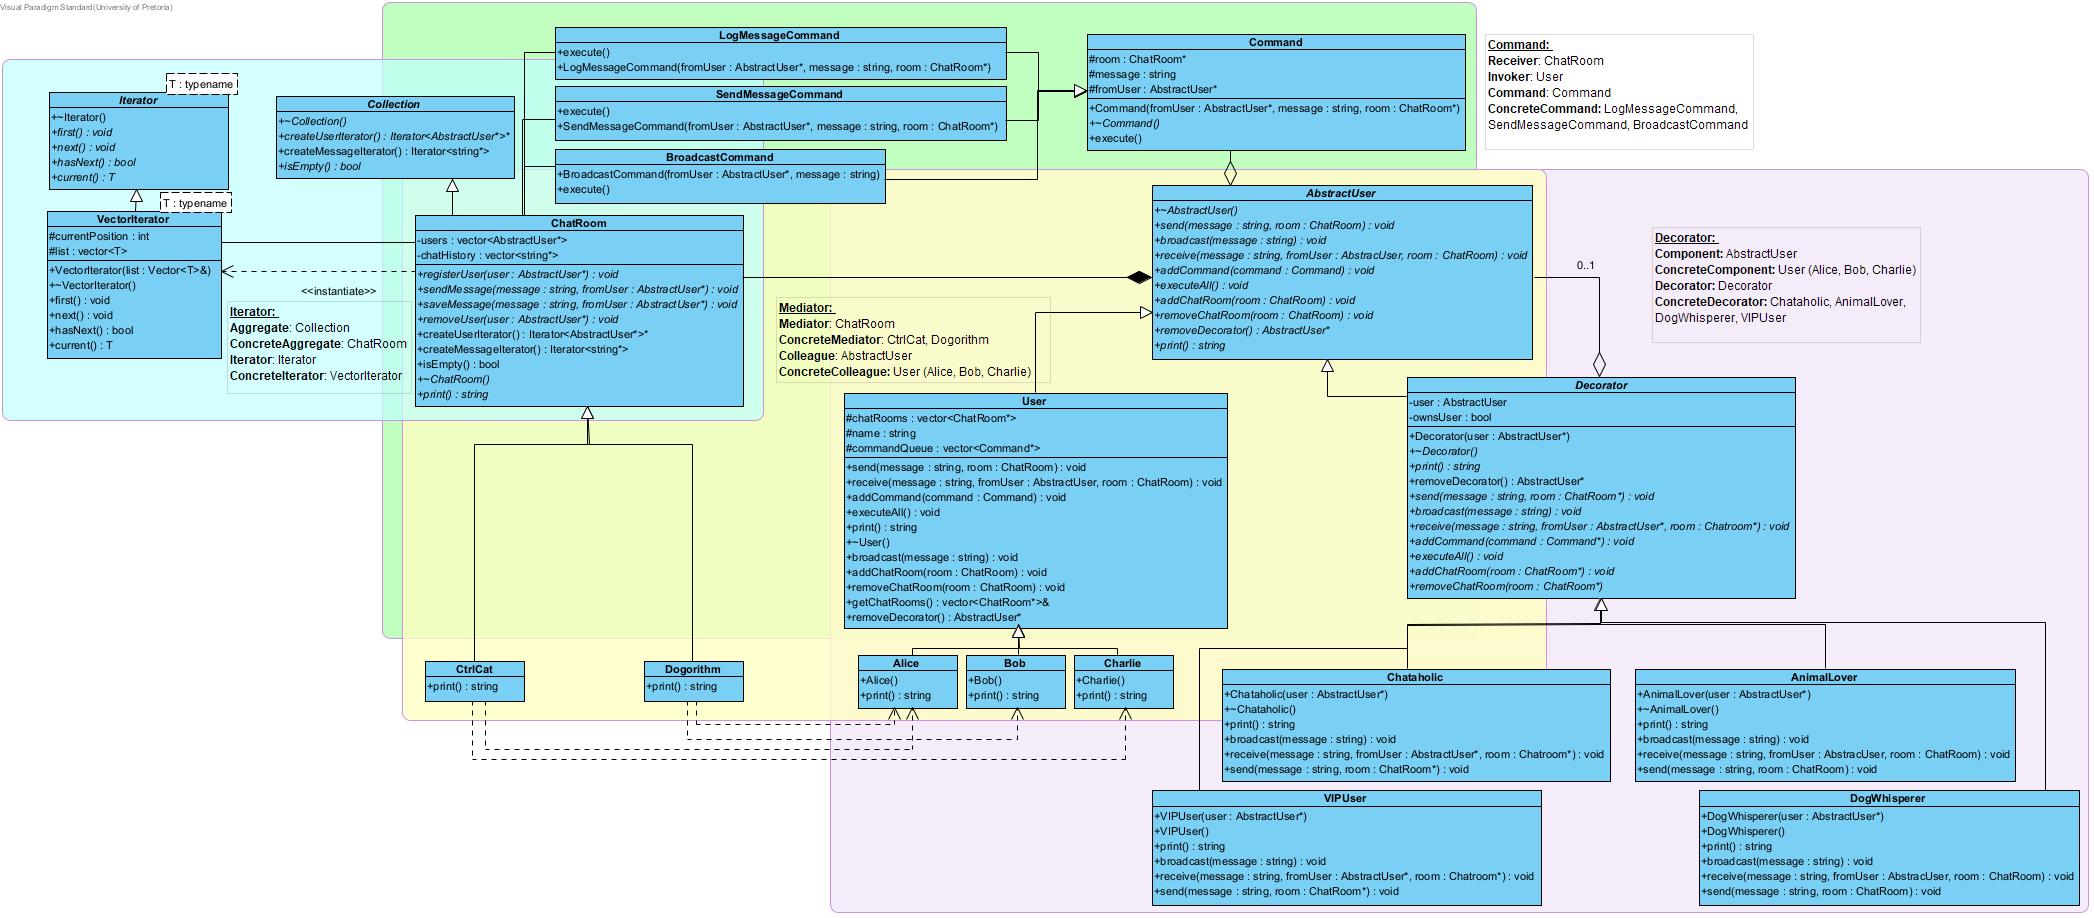 Visual Paradigm Standard(University of Pretoria)
LogMessageCommand
+execute()
+LogMessageCommand(fromUser : AbstractUser*, message : string, room : ChatRoom*)
SendMessageCommand
+execute()
+SendMessageCommand(fromUser : AbstractUser*, message : string, room : ChatRoom*)
BroadcastCommand
+BroadcastCommand(fromUser : AbstractUser*, message : string)
+execute()
Command
#room : ChatRoom*
#message : string
#fromUser : AbstractUser*
+Command(fromUser : AbstractUser*, message : string, room : ChatRoom*)
+~Command()
+execute()
Command:
Receiver: ChatRoom
Invoker: User
Command: Command
ConcreteCommand: LogMessageCommand,
SendMessageCommand, BroadcastCommand
T : typename
Iterator
+~Iterator()
+first() : void
+next() : void
+hasNext() : bool
+current() : T
Collection
+~Collection()
+createUserIterator() : Iterator<AbstractUser*>*
+createMessageIterator() : Iterator<string*>
+isEmpty() : bool
T : typename
VectorIterator
#currentPosition : int
#list : vector<T>
+VectorIterator(list : Vector<T>&)
+~VectorIterator()
+first() : void
+next() : void
+hasNext() : bool
+current() : T
<<instantiate>>
Iterator:
Aggregate: Collection
ConcreteAggregate: ChatRoom
Iterator: Iterator
ConcreteIterator: VectorIterator
ChatRoom
-users : vector<AbstractUser*>
-chatHistory : vector<string*>
+registerUser(user : AbstractUser*) : void
+sendMessage(message : string, fromUser : AbstractUser*) : void
+saveMessage(message : string, fromUser : AbstractUser*) : void
+removeUser(user : AbstractUser*) : void
+createUserIterator() : Iterator<AbstractUser*>*
+createMessageIterator() : Iterator<string*>
+isEmpty() : bool
+~ChatRoom()
+print() : string
Mediator:
Mediator: ChatRoom
ConcreteMediator: CtrlCat, Dogorithm
Colleague: AbstractUser
ConcreteColleague: User (Alice, Bob, Charlie)
AbstractUser
+~AbstractUser()
+send(message : string, room : ChatRoom) : void
+broadcast(message : string) : void
+receive(message : string, fromUser : AbstracUser, room : ChatRoom) : void
+addCommand(command : Command) : void
+executeAll() : void
+addChatRoom(room : ChatRoom) : void
+removeChatRoom(room : ChatRoom) : void
+removeDecorator() : AbstractUser*
+print() : string
0..1
Decorator:
Component: AbstractUser
ConcreteComponent: User (Alice, Bob, Charlie)
Decorator: Decorator
ConcreteDecorator: Chataholic, AnimalLover,
DogWhisperer, VIPUser
User
#chatRooms : vector<ChatRoom*>
#name : string
#commandQueue : vector<Command*>
+send(message : string, room : ChatRoom) : void
+receive(message : string, fromUser : AbstracUser, room : ChatRoom) : void
+addCommand(command : Command) : void
+executeAll() : void
+print() : string
+~User()
+broadcast(message : string) : void
+addChatRoom(room : ChatRoom) : void
+removeChatRoom(room : ChatRoom) : void
+getChatRooms() : vector<ChatRoom*>&
+removeDecorator() : AbstractUser*
Decorator
-user : AbstractUser
-ownsUser : bool
+Decorator(user : AbstractUser*)
+~Decorator()
+print() : string
+removeDecorator() : AbstractUser*
+send(message : string, room : ChatRoom*) : void
+broadcast(message : string) : void
+receive(message : string, fromUser : AbstractUser*, room : Chatroom*) : void
+addCommand(command : Command*) : void
+executeAll() : void
+addChatRoom(room : ChatRoom*) : void
+removeChatRoom(room : ChatRoom*)
CtrlCat
+print() : string
Dogorithm
+print() : string
Alice
+Alice()
+print() : string
Bob
+Bob()
+print() : string
Charlie
+Charlie()
+print() : string
Chataholic
+Chataholic(user : AbstractUser*)
+~Chataholic()
+print() : string
+broadcast(message : string) : void
+receive(message : string, fromUser : AbstractUser*, room : Chatroom*) : void
+send(message : string, room : ChatRoom*) : void
AnimalLover
+AnimalLover(user : AbstractUser*)
+~AnimalLover()
+print() : string
+broadcast(message : string) : void
+receive(message : string, fromUser : AbstracUser, room : ChatRoom) : void
+send(message : string, room : ChatRoom) : void
VIPUser
+VIPUser(user : AbstractUser*)
+VIPUser()
+print() : string
+broadcast(message : string) : void
+receive(message : string, fromUser : AbstractUser*, room : Chatroom*) : void
+send(message : string, room : ChatRoom*) : void
DogWhisperer
+DogWhisperer(user : AbstractUser*)
+DogWhisperer()
+print() : string
+broadcast(message : string) : void
+receive(message : string, fromUser : AbstracUser, room : ChatRoom) : void
+send(message : string, room : ChatRoom) : void